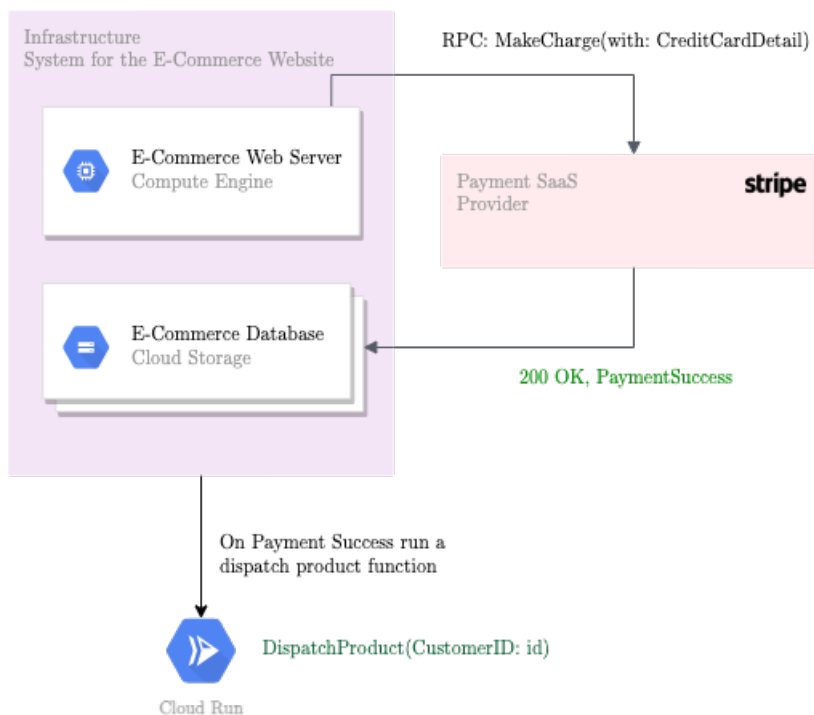 Infrastructure
System for the E-Commerce Website
RPC: MakeCharge(with: CreditCardDetail)
E-Commerce Web Server
Compute Engine
Payment SaaS
Provider
stripe
E-Commerce Database
Cloud Storage
200 OK, PaymentSuccess
On Payment Success run a
dispatch product function
DispatchProduct(CustomerID: id)
Cloud Run